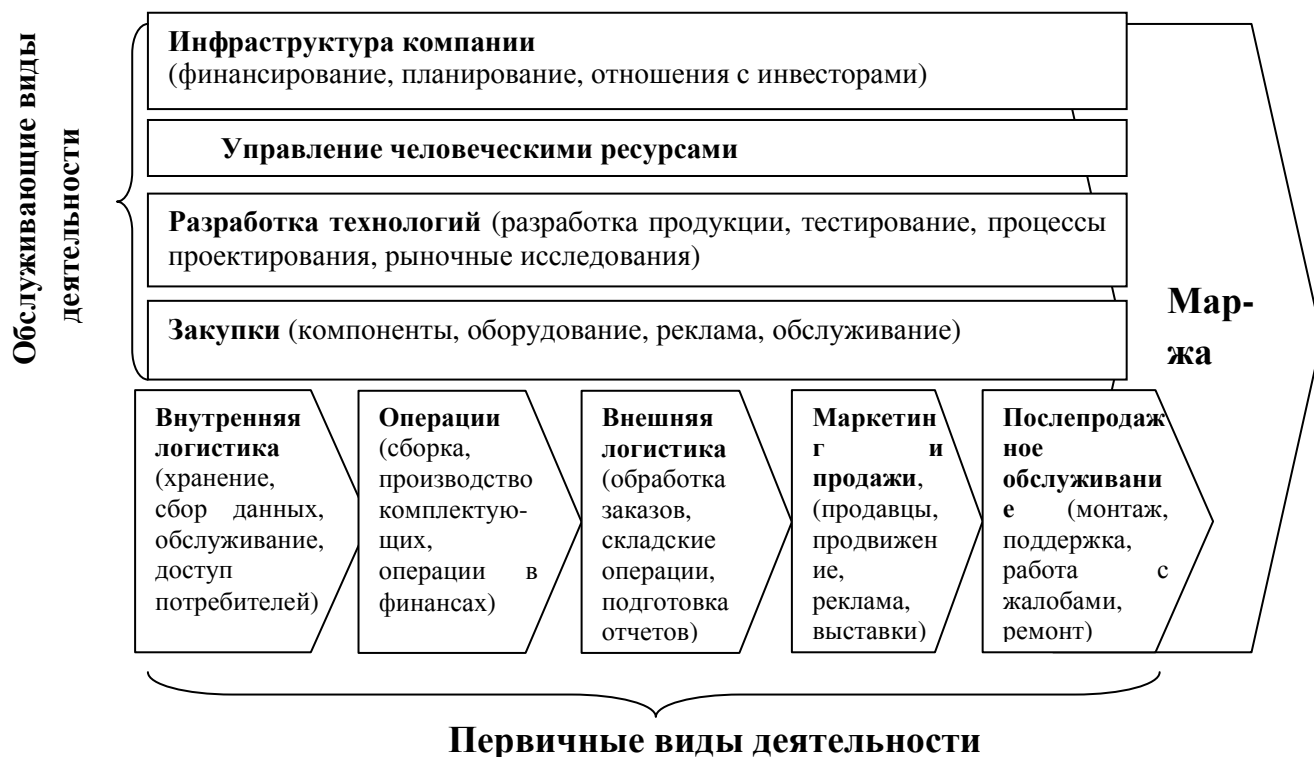 Обслуживающие виды
деятельности
Инфраструктура компании
(финансирование, планирование, отношения с инвесторами)
Управление человеческими ресурсами
Разработка технологий (разработка продукции, тестирование, процессы
проектирования, рыночные исследования)
Закупки (компоненты, оборудование, реклама, обслуживание)
Мар-
жа
Внутренняя
логистика
(хранение,
сбор данных,
обслуживание,
доступ
потребителей)
Операции
(сборка,
производство
комплектую-
щих,
операции в
финансах)
Внешняя
логистика
(обработка
заказов,
складские
операции,
подготовка
отчетов)
Маркетин
г и
продажи,
(продавцы,
продвижен
ие,
реклама,
выставки)
Послепродаж
ное
обслуживани
е (монтаж,
поддержка,
работа с
жалобами,
ремонт)
Первичные виды деятельности